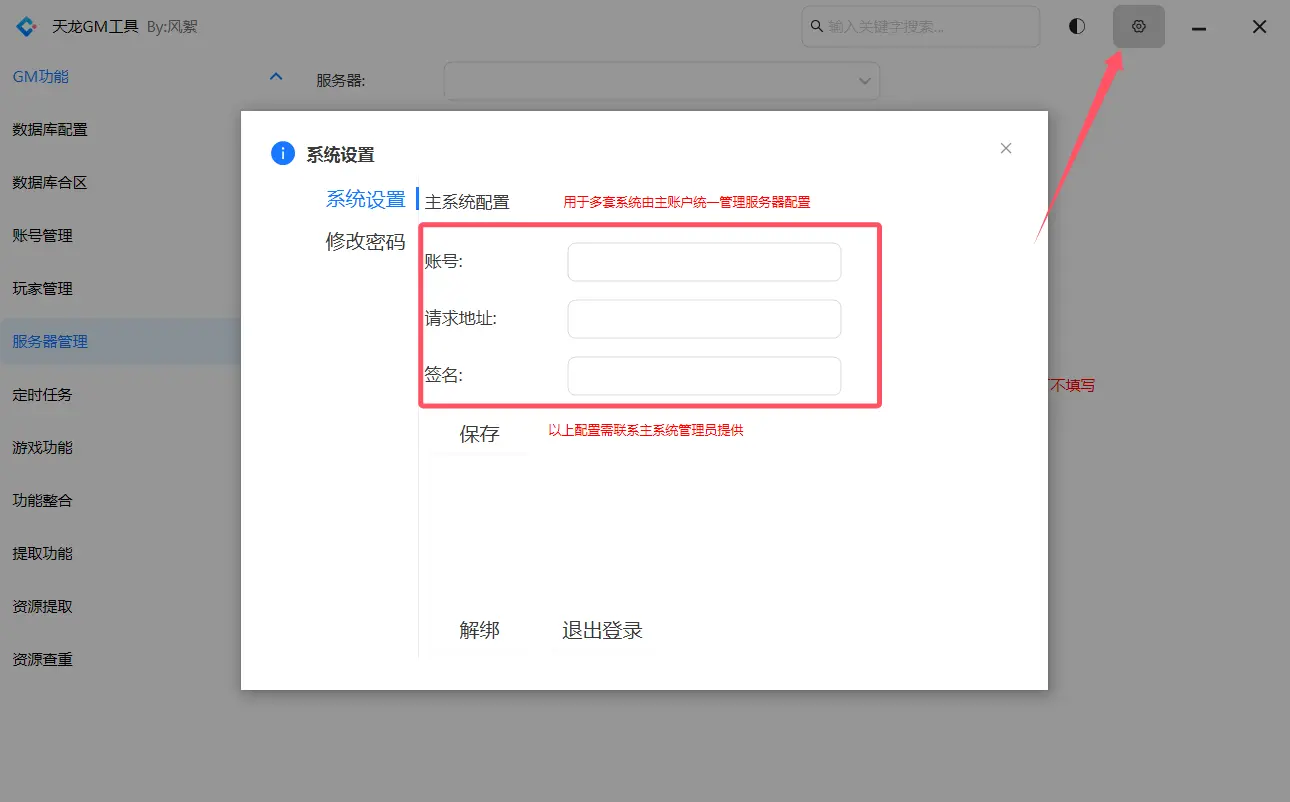 天龙GM工具 By:风絮
输入关键字搜索...
GM功能
服务器:
数据库配置
数据库合区
账号管理
玩家管理
服务器管理
定时任务
游戏功能
功能整合
提取功能
资源提取
资源查重
系统设置
系统设置
修改密码
主系统配置
用于多套系统由主账户统一管理服务器配置
账号:
请求地址:
签名:
保存
以上配置需联系主系统管理员提供
解绑
退出登录
不填写